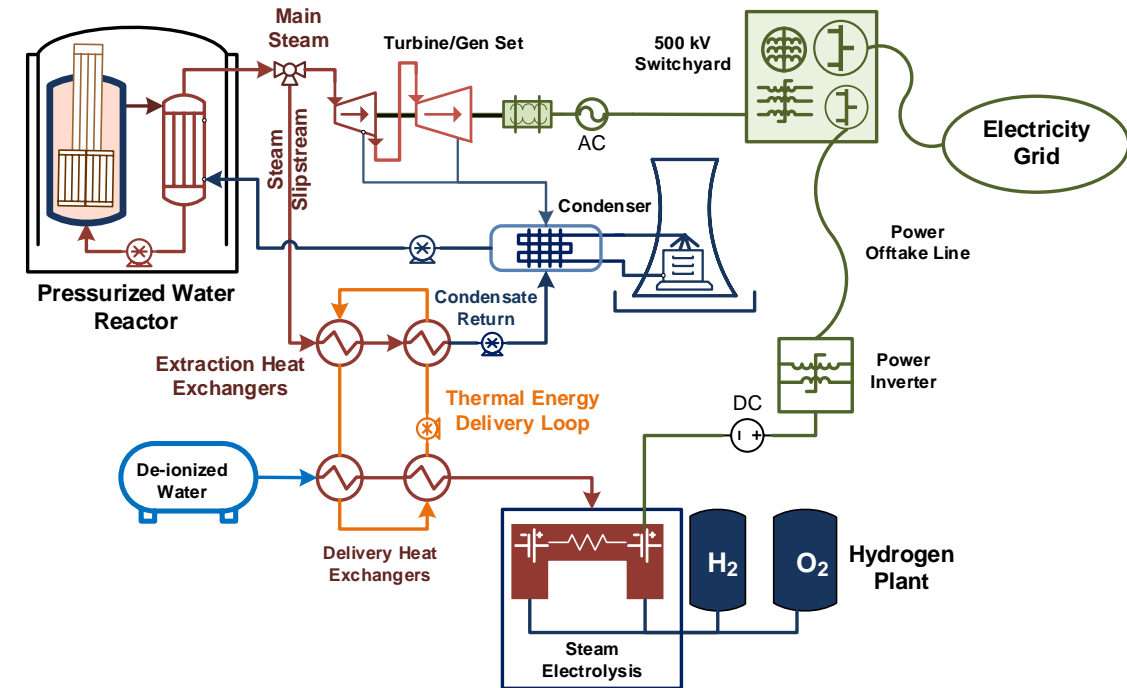 Main
Steam
Turbine/Gen Set
500 kV
Switchyard
AC
Electricity
Grid
Steam
Slipstream
Condenser
Power
Offtake Line
Pressurized Water
Reactor
Condensate
Return
Extraction Heat
Exchangers
Power
Inverter
Thermal Energy
Delivery Loop
DC
De-ionized
Water
Delivery Heat
Exchangers
H2
O2
Hydrogen
Plant
Steam
Electrolysis